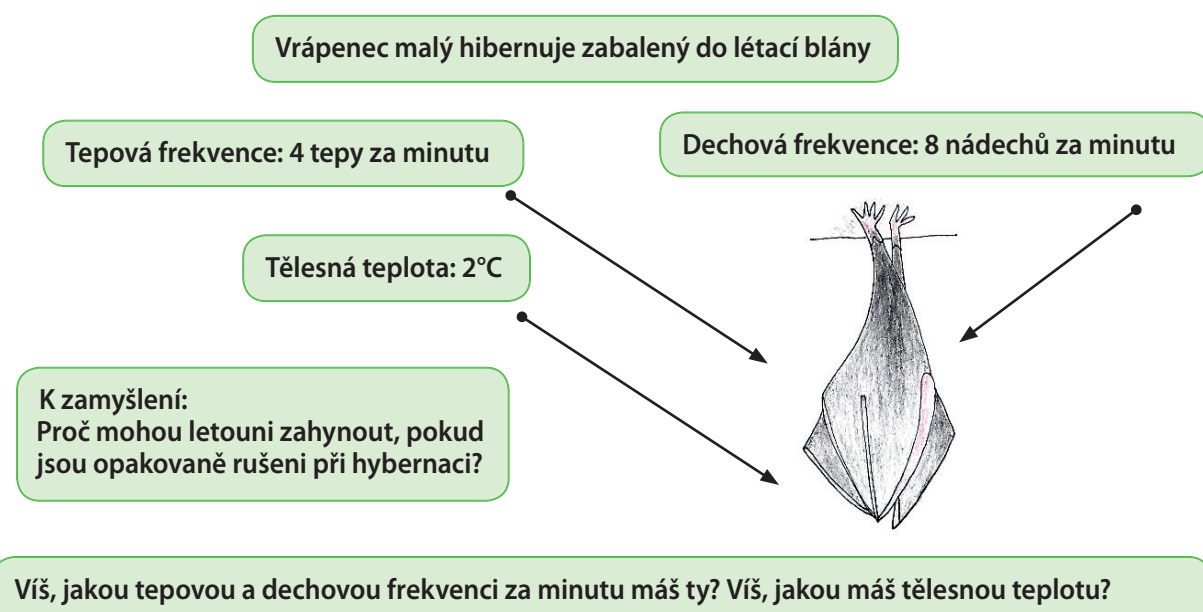 Vrápenec malý hibernuje zabalený do létací blány
Tepová frekvence: 4 tepy za minutu
Dechová frekvence: 8 nádechů za minutu
Tělesná teplota: 2°C
K zamyšlení:
Proč mohou letouni zahynout, pokud
jsou opakovaně rušeni při hybernaci?
Víš, jakou tepovou a dechovou frekvenci za minutu máš ty? Víš, jakou máš tělesnou teplotu?